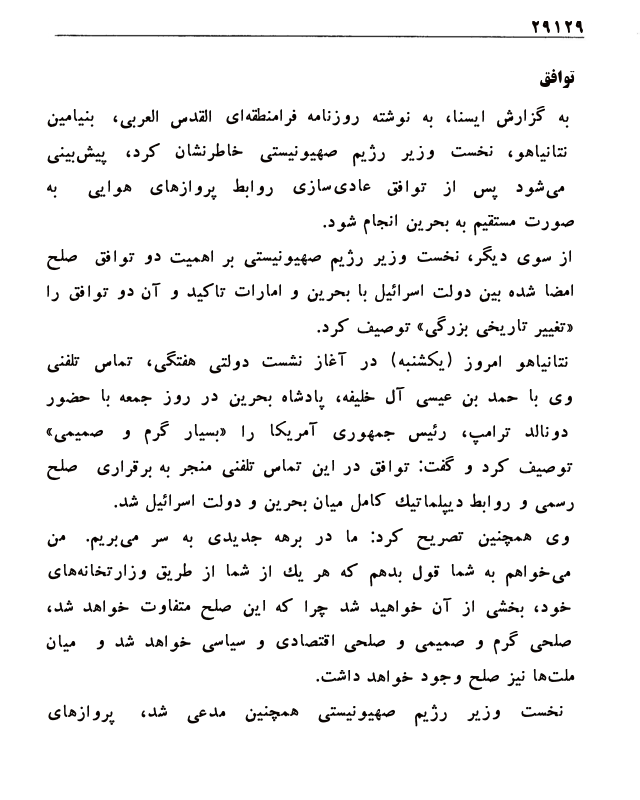 ۲۹۱۲۹
توافق
به گزارش ایسنا، به نوشته روزنامه فرامنطقه‌ای القدس العربی، بنیامین
نتانیاهو، نخست وزیر رژیم صهیونیستی خاطرنشان کرد، پیش‌بینی
می‌شود پس از توافق عادی‌سازی روابط پروازهای هوایی به
صورت مستقیم به بحرین انجام شود.
از سوی دیگر، نخست وزیر رژیم صهیونیستی بر اهمیت دو توافق صلح
امضا شده بین دولت اسرائیل با بحرین و امارات تاکید و آن دو توافق را
«تغییر تاریخی بزرگی» توصیف کرد.
نتانیاهو امروز (یکشنبه) در آغاز نشست دولتی هفتگی، تماس تلفنی
وی با حمد بن عیسی آل خلیفه، پادشاه بحرین در روز جمعه با حضور
دونالد ترامپ، رئیس جمهوری آمریکا را «بسیار گرم و صمیمی»
توصیف کرد و گفت: توافق در این تماس تلفنی منجر به برقراری صلح
رسمی و روابط دیپلماتیك کامل میان بحرین و دولت اسرائیل شد.
وی همچنین تصریح کرد: ما در برهه جدیدی به سر می‌بریم. من
می‌خواهم به شما قول بدهم که هر یك از شما از طریق وزارتخانه‌های
خود، بخشی از آن خواهید شد چرا که این صلح متفاوت خواهد شد،
صلحی گرم و صمیمی و صلحی اقتصادی و سیاسی خواهد شد و میان
ملت‌ها نیز صلح وجود خواهد داشت.
نخست وزیر رژیم صهیونیستی همچنین مدعی شد، پروازهای